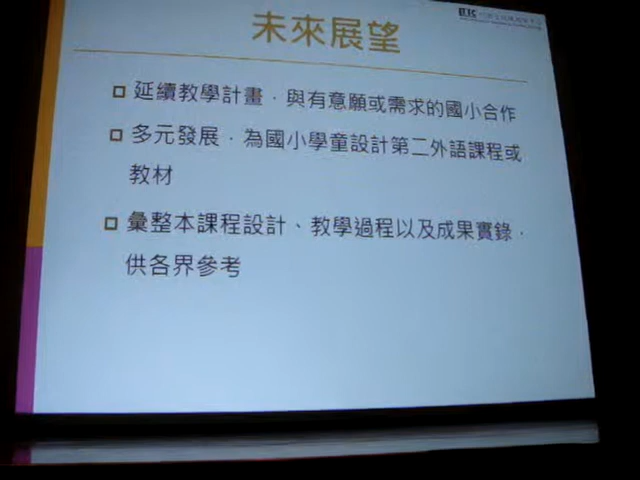 未來展望
延續教學計畫，與有意願或需求的國小合作
多元發展，為國小學童設計第二外語課程或
教材
彙整本課程設計、教學過程以及成果實錄，
供各界參考